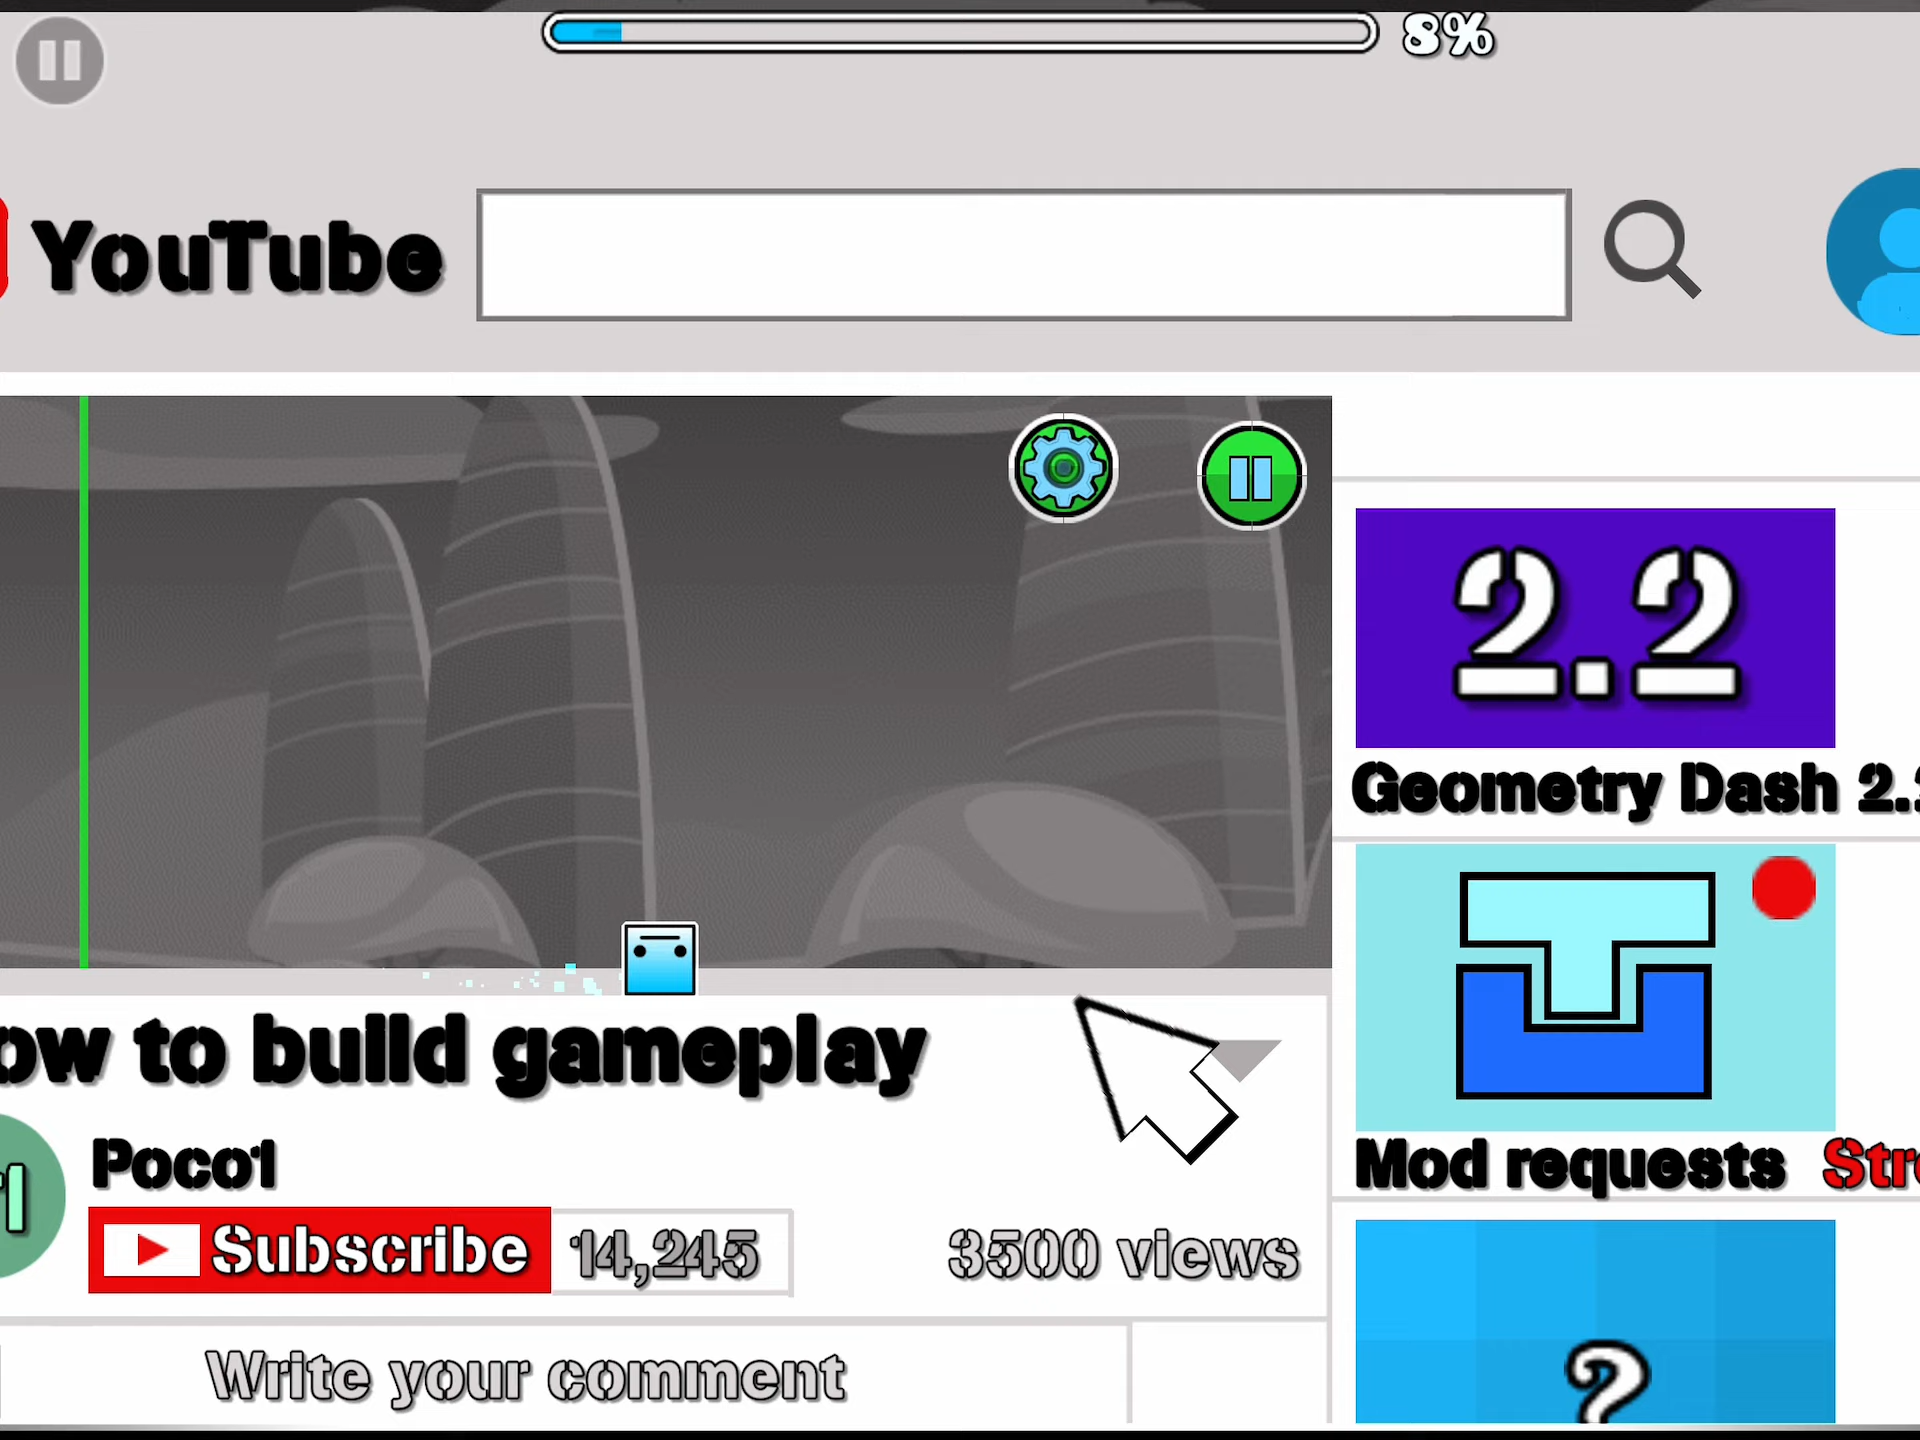 8%
YouTube
2.2
Geometry Dash 2.2
ow to build gameplay
Poco1
Mod requests
Subscribe 14,245 3500 views
Write your comment
?